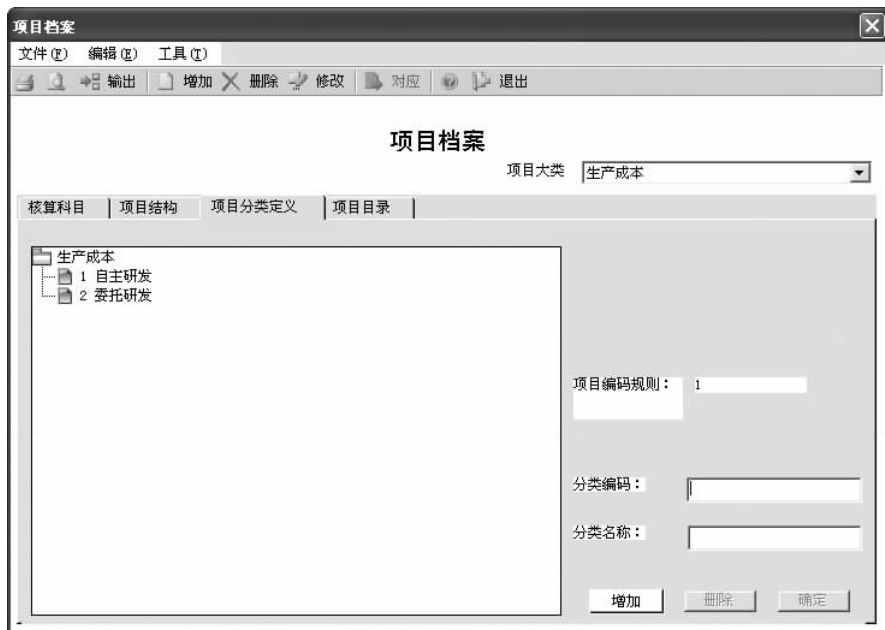 项目档案
文件(F) 编辑(E) 工具(T)
输出 增加 删除 修改 对应 退出
项目档案
项目大类 生产成本
核算科目 项目结构 项目分类定义 项目目录
生产成本
1 自主研发
2 委托研发
项目编码规则： 1
分类编码：
分类名称：
增加 删除 确定